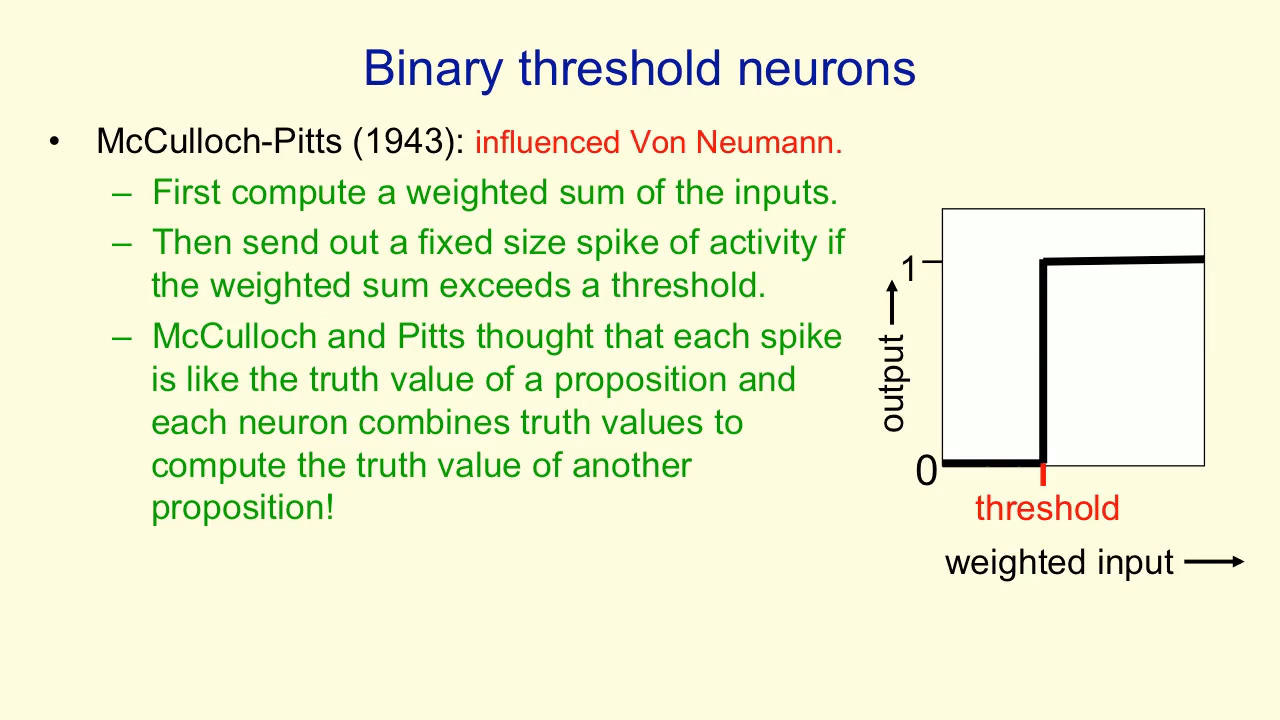 Binary threshold neurons
• McCulloch-Pitts (1943): influenced Von Neumann.
– First compute a weighted sum of the inputs.
– Then send out a fixed size spike of activity if
the weighted sum exceeds a threshold.
– McCulloch and Pitts thought that each spike
is like the truth value of a proposition and
each neuron combines truth values to
compute the truth value of another
proposition!
1
output
0
threshold
weighted input